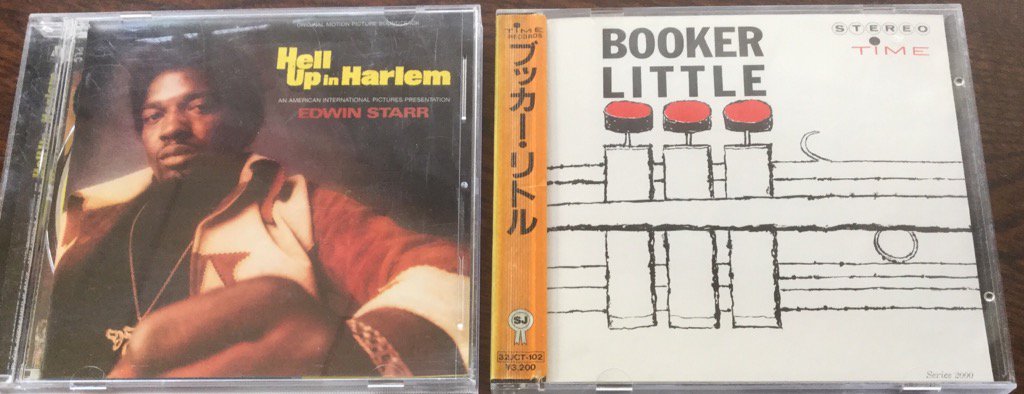 ORIGINAL MOTION PICTURE SOUNDTRACK
Hell
Up in Harlem
AN AMERICAN INTERNATIONAL PICTURES PRESENTATION
EDWIN STARR
TIME
RECORDS
ブッカー・リトル
SJ
32JCT-102
¥3,200
BOOKER
LITTLE
STEREO
TIME
Series 2000